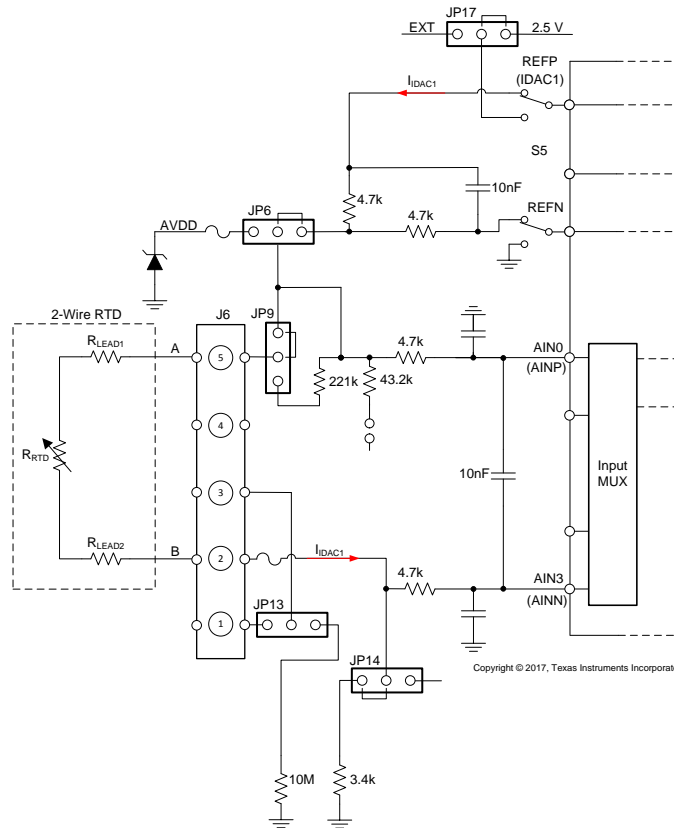 JP17
EXT
2.5 V
REFP
(IDAC1)
IIDAC1
S5
10nF
4.7k
JP6
4.7k
REFN
AVDD
2-Wire RTD
J6
JP9
RLEAD1
A
5
4.7k
AIN0
(AINP)
221k
43.2k
4
RRTD
10nF
Input
MUX
3
RLEAD2
B
2
IIDAC1
4.7k
AIN3
(AINN)
1
JP13
JP14
Copyright © 2017, Texas Instruments Incorporate
10M
3.4k